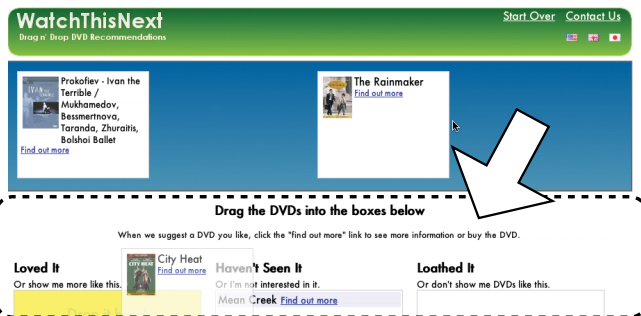 WatchThisNext
Drag n' Drop DVD Recommendations
Start Over Contact Us
Prokofiev - Ivan the
Terrible /
Mukhamedov,
Bessmertnova,
Taranda, Zhuraitis,
Bolshoi Ballet
Find out more
The Rainmaker
Find out more
Drag the DVDs into the boxes below
When we suggest a DVD you like, click the "find out more" link to see more information or buy the DVD.
Loved It
Or show me more like this.
City Heat
Find out more
Haven't Seen It
Or I'm not interested in it.
Mean Creek Find out more
Loathed It
Or don't show me DVDs like this.